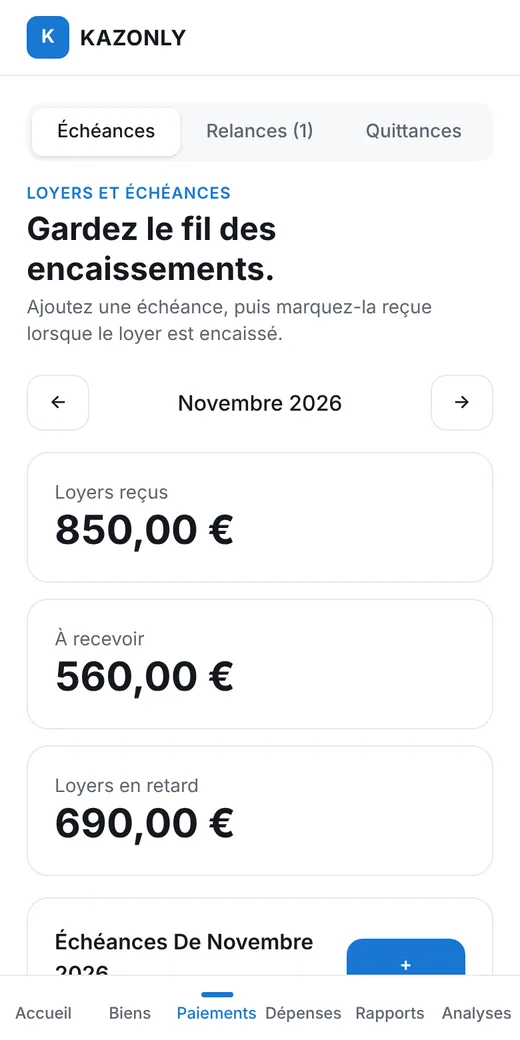 K KAZONLY
Échéances Relances (1) Quittances
LOYERS ET ÉCHÉANCES
Gardez le fil des
encaissements.
Ajoutez une échéance, puis marquez-la reçue
lorsque le loyer est encaissé.
← Novembre 2026 →
Loyers reçus
850,00 €
À recevoir
560,00 €
Loyers en retard
690,00 €
Échéances De Novembre
2026
+
Accueil Biens Paiements Dépenses Rapports Analyses